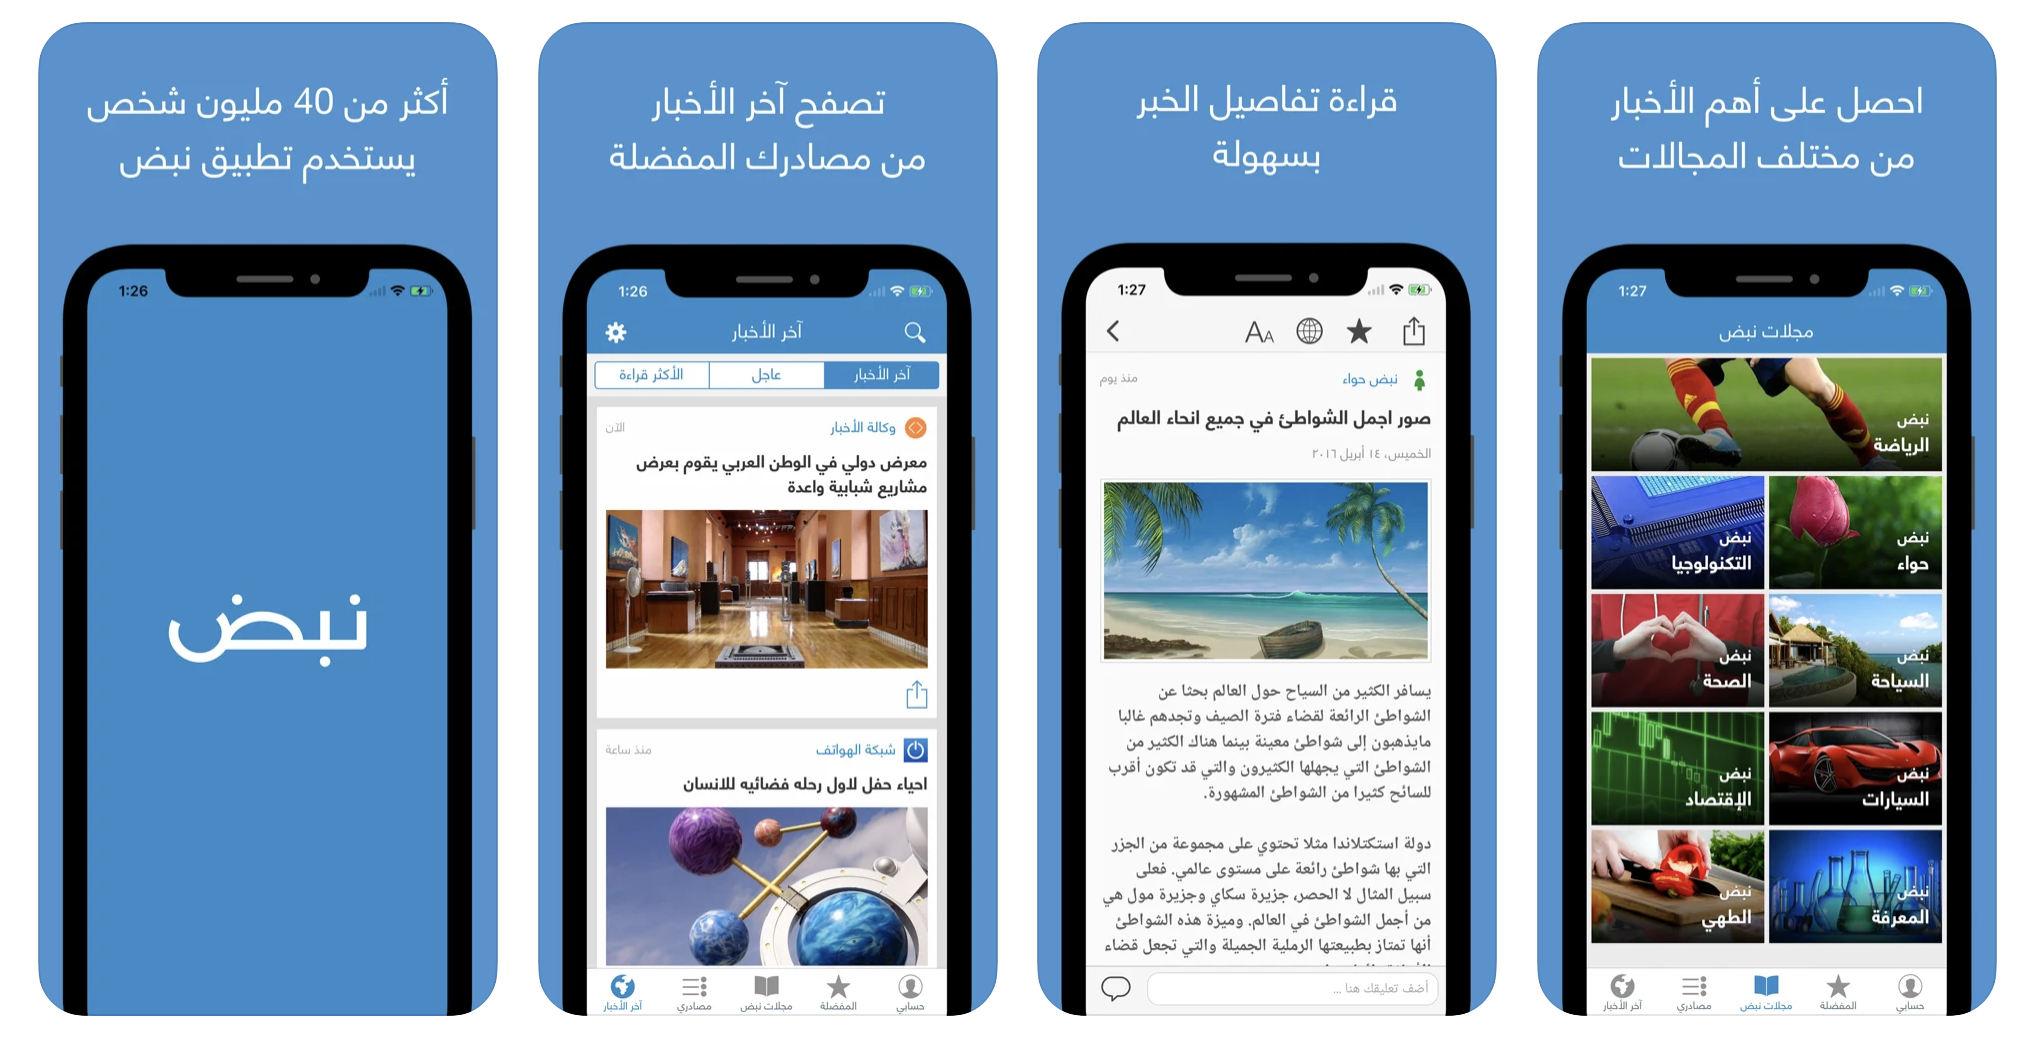 أكثر من 40 مليون شخص
يستخدم تطبيق نبض
1:26
نبض
تصفح آخر الأخبار
من مصادرك المفضلة
1:26
آخر الأخبار
آخر الأخبار
عاجل
الأكثر قراءة
وكالة الأخبار
الآن
معرض دولي في الوطن العربي يقوم بعرض
مشاريع شبابية واعدة
شبكة الهواتف
منذ ساعة
احياء حفل لاول رحله فضائيه للانسان
حسابي
المفضلة
مجلات نبض
مصادري
آخر الأخبار
قراءة تفاصيل الخبر
بسهولة
1:27
AA
نبض حواء
منذ يوم
صور اجمل الشواطئ في جميع انحاء العالم
الخميس، ١٤ أبريل ٢٠١٦
يسافر الكثير من السياح حول العالم بحثا عن
الشواطئ الرائعة لقضاء فترة الصيف وتجدهم غالبا
مايذهبون إلى شواطئ معينة بينما هناك الكثير من
الشواطئ التي يجهلها الكثيرون والتي قد تكون أقرب
للسائح كثيرا من الشواطئ المشهورة.
دولة استكتلاندا مثلا تحتوي على مجموعة من الجزر
التي بها شواطئ رائعة على مستوى عالمي. فعلى
سبيل المثال لا الحصر، جزيرة سكاي وجزيرة مول هي
من أجمل الشواطئ في العالم. وميزة هذه الشواطئ
أنها تمتاز بطبيعتها الرملية الجميلة والتي تجعل قضاء
أضف تعليقك هنا ...
احصل على أهم الأخبار
من مختلف المجالات
1:27
مجلات نبض
نبض
الرياضة
نبض
حواء
نبض
التكنولوجيا
نبض
السياحة
نبض
الصحة
نبض
السيارات
نبض
الإقتصاد
نبض
المعرفة
نبض
الطهي
حسابي
المفضلة
مجلات نبض
مصادري
آخر الأخبار